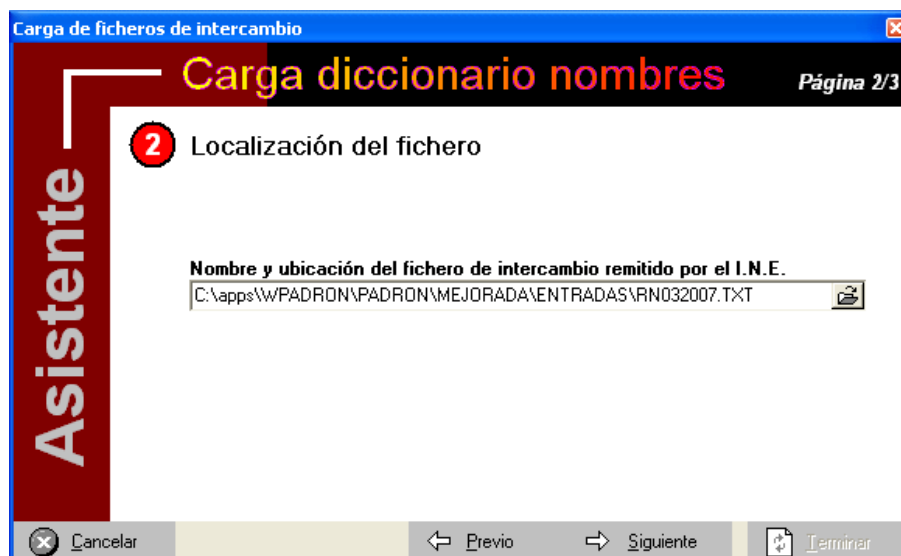 Carga de ficheros de intercambio
Carga diccionario nombres
Página 2/3
Asistente
2 Localización del fichero
Nombre y ubicación del fichero de intercambio remitido por el I.N.E.
C:\apps\WPADRON\PADRON\MEJORADA\ENTRADAS\RN032007.TXT
Cancelar
Previo
Siguiente
Terminar